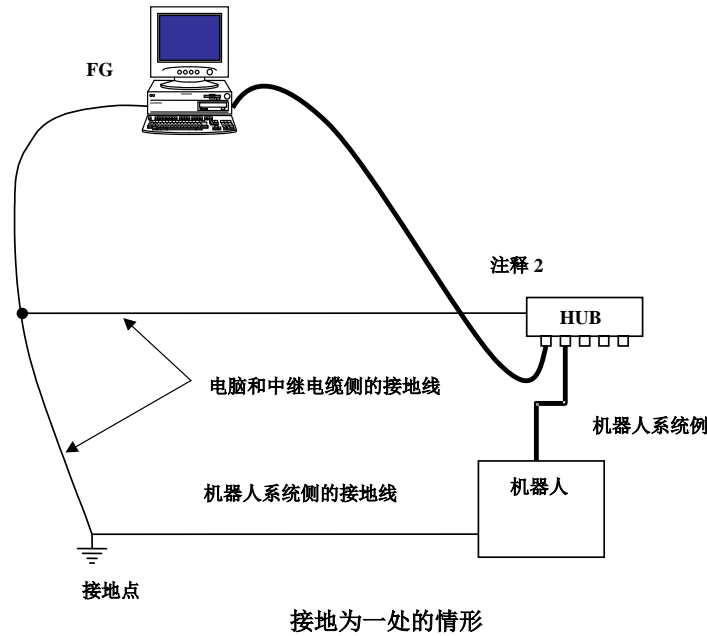 FG
注释 2
HUB
电脑和中继电缆侧的接地线
机器人系统例
机器人系统侧的接地线
机器人
接地点
接地为一处的情形